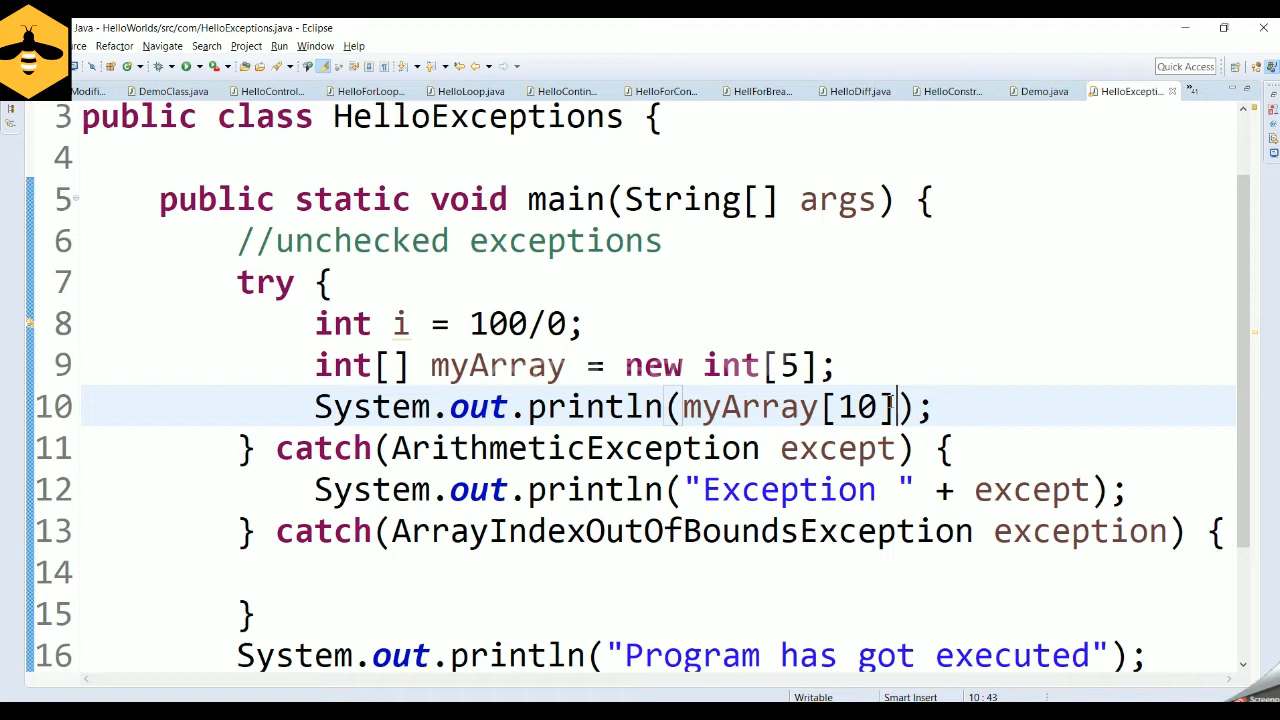 Java - HelloWorlds/src/com/HelloExceptions.java - Eclipse
urce Refactor Navigate Search Project Run Window Help
Quick Access
Modifi... DemoClass.java HelloControl... HelloForLoop... HelloLoop.java HelloForCon... HellForBrea... HelloDiff.java HelloConstr... Demo.java HelloExcepti...
3 public class HelloExceptions {
4
5 public static void main(String[] args) {
6 //unchecked exceptions
7 try {
8 int i = 100/0;
9 int[] myArray = new int[5];
10 System.out.println(myArray[10]);
11 } catch(ArithmeticException except) {
12 System.out.println("Exception " + except);
13 } catch(ArrayIndexOutOfBoundsException exception) {
14
15 }
16 System.out.println("Program has got executed");
Writable Smart Insert 10 : 43